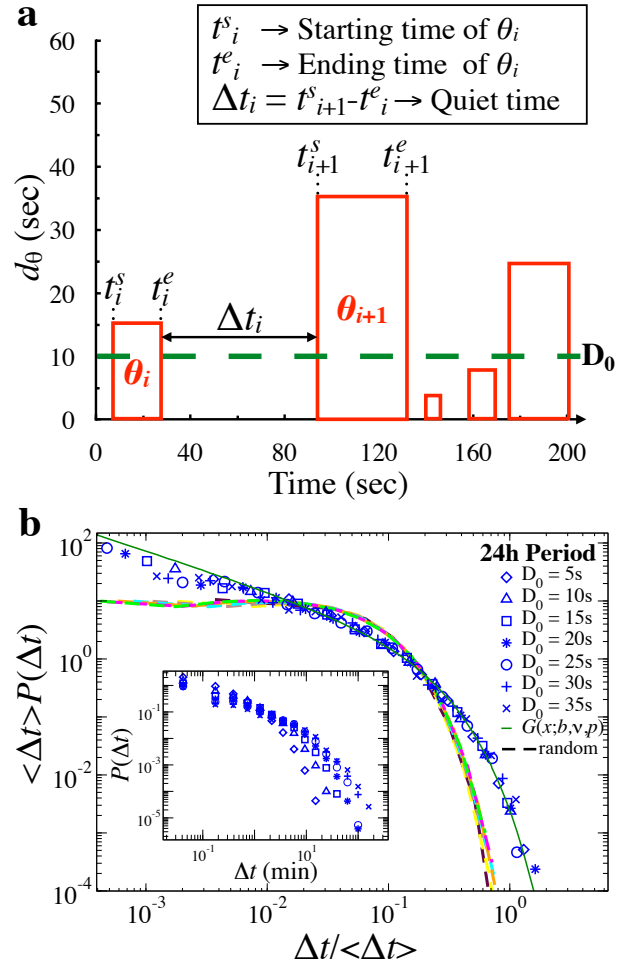 a
t^s_i → Starting time of θ_i
t^e_i → Ending time of θ_i
Δt_i = t^s_{i+1}-t^e_i → Quiet time
60
50
40
30
20
10
0
d_θ (sec)
t^s_i t^e_i
Δt_i
t^s_{i+1} t^e_{i+1}
θ_i
θ_{i+1}
D_0
0 40 80 120 160 200
Time (sec)
b
24h Period
D_0 = 5s
D_0 = 10s
D_0 = 15s
D_0 = 20s
D_0 = 25s
D_0 = 30s
D_0 = 35s
G(x;b,ν,p)
random
10^2
10^0
10^-2
10^-4
<Δt>P(Δt)
10^-1
10^-3
10^-5
P(Δt)
10^-1 10^1
Δt (min)
10^-3 10^-2 10^-1 10^0
Δt/<Δt>